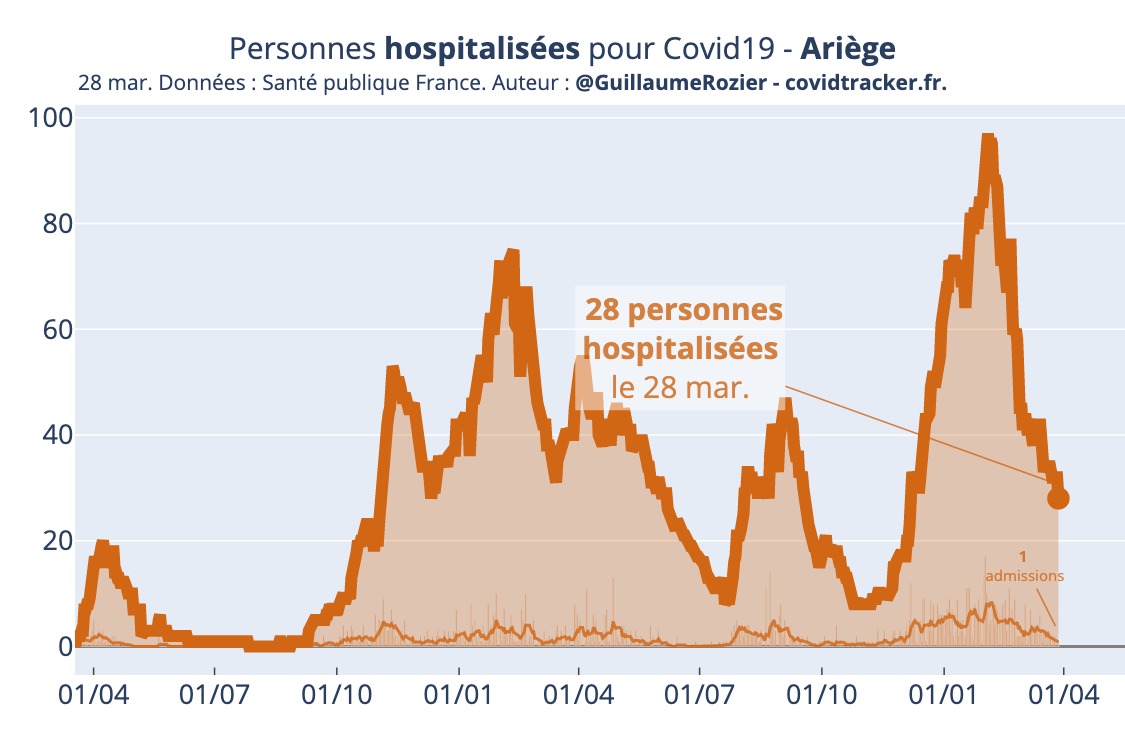 Personnes hospitalisées pour Covid19 - Ariège
28 mar. Données : Santé publique France. Auteur : @GuillaumeRozier - covidtracker.fr.
100
80
60
40
20
0
28 personnes
hospitalisées
le 28 mar.
1
admissions
01/04 01/07 01/10 01/01 01/04 01/07 01/10 01/01 01/04